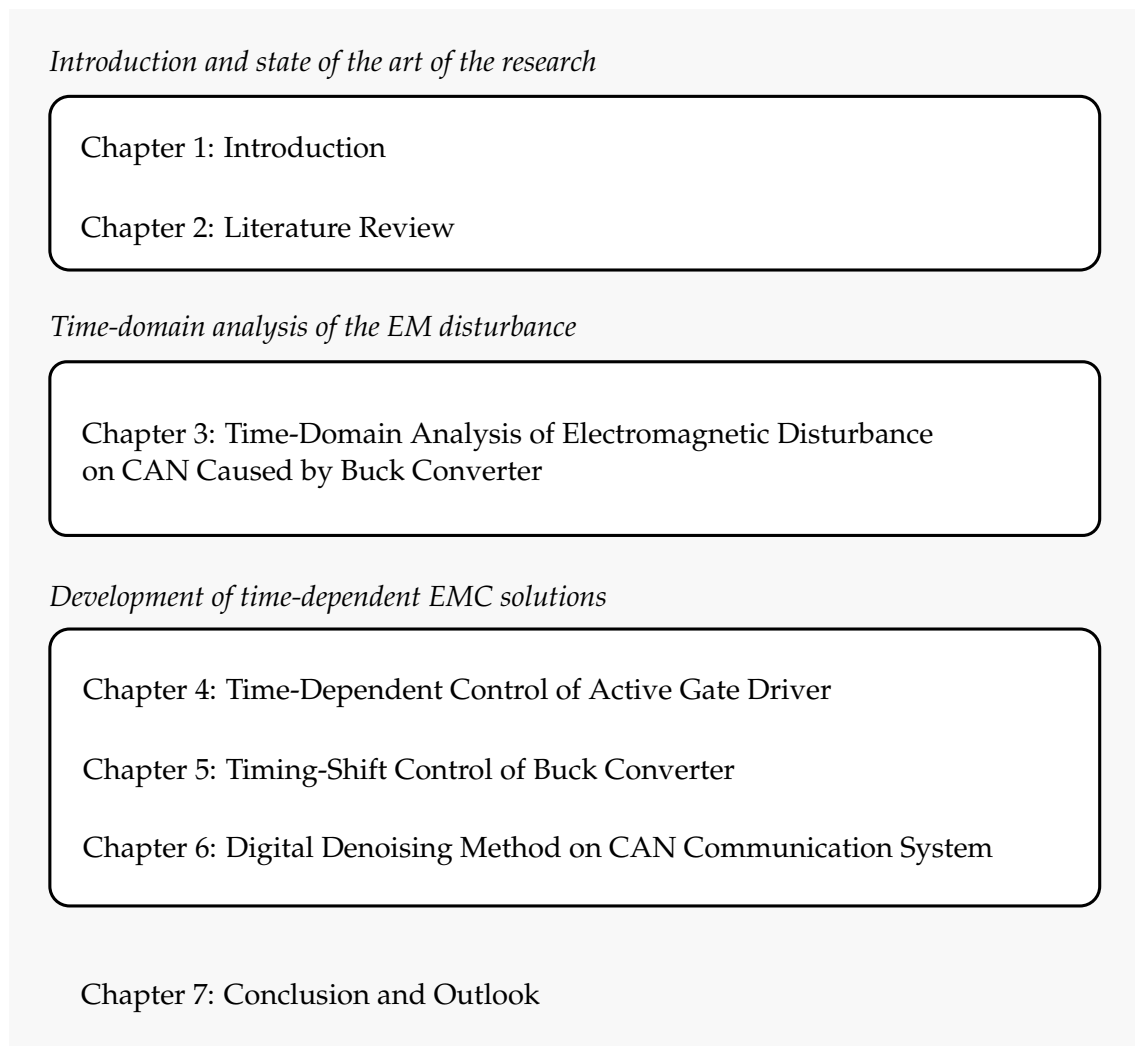 Introduction and state of the art of the research
Chapter 1: Introduction
Chapter 2: Literature Review
Time-domain analysis of the EM disturbance
Chapter 3: Time-Domain Analysis of Electromagnetic Disturbance
on CAN Caused by Buck Converter
Development of time-dependent EMC solutions
Chapter 4: Time-Dependent Control of Active Gate Driver
Chapter 5: Timing-Shift Control of Buck Converter
Chapter 6: Digital Denoising Method on CAN Communication System
Chapter 7: Conclusion and Outlook